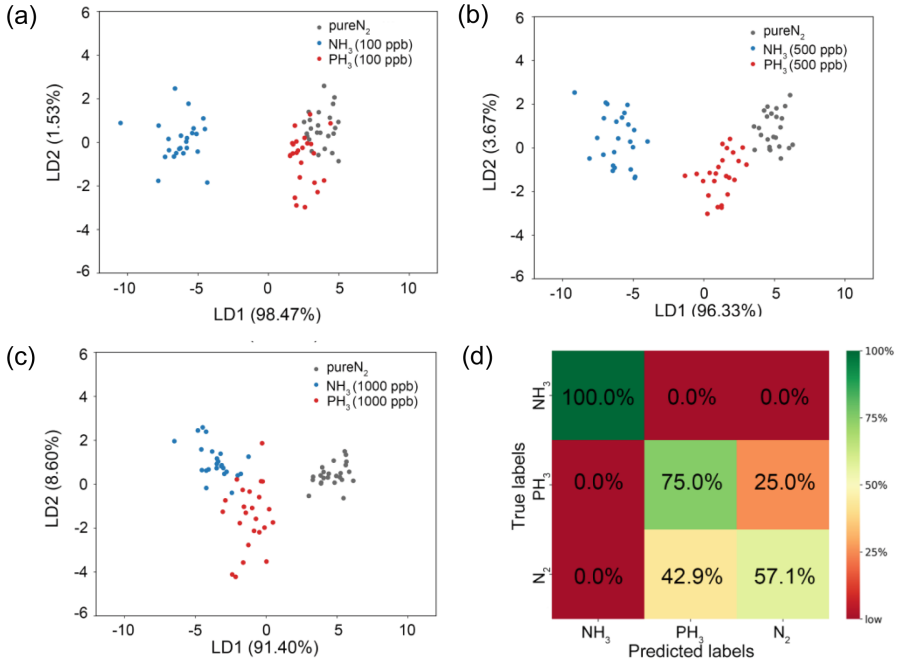 (a)
pureN₂
NH₃ (100 ppb)
PH₃ (100 ppb)
6
4
2
0
-2
-4
-6
LD2 (1.53%)
-10
-5
0
5
10
LD1 (98.47%)
(b)
pureN₂
NH₃ (500 ppb)
PH₃ (500 ppb)
6
4
2
0
-2
-4
-6
LD2 (3.67%)
-10
-5
0
5
10
LD1 (96.33%)
(c)
pureN₂
NH₃ (1000 ppb)
PH₃ (1000 ppb)
6
4
2
0
-2
-4
-6
LD2 (8.60%)
-10
-5
0
5
10
LD1 (91.40%)
(d)
True labels
NH₃
100.0% 0.0% 0.0%
PH₃
0.0% 75.0% 25.0%
N₂
0.0% 42.9% 57.1%
NH₃ PH₃ N₂
Predicted labels
100%
75%
50%
25%
low